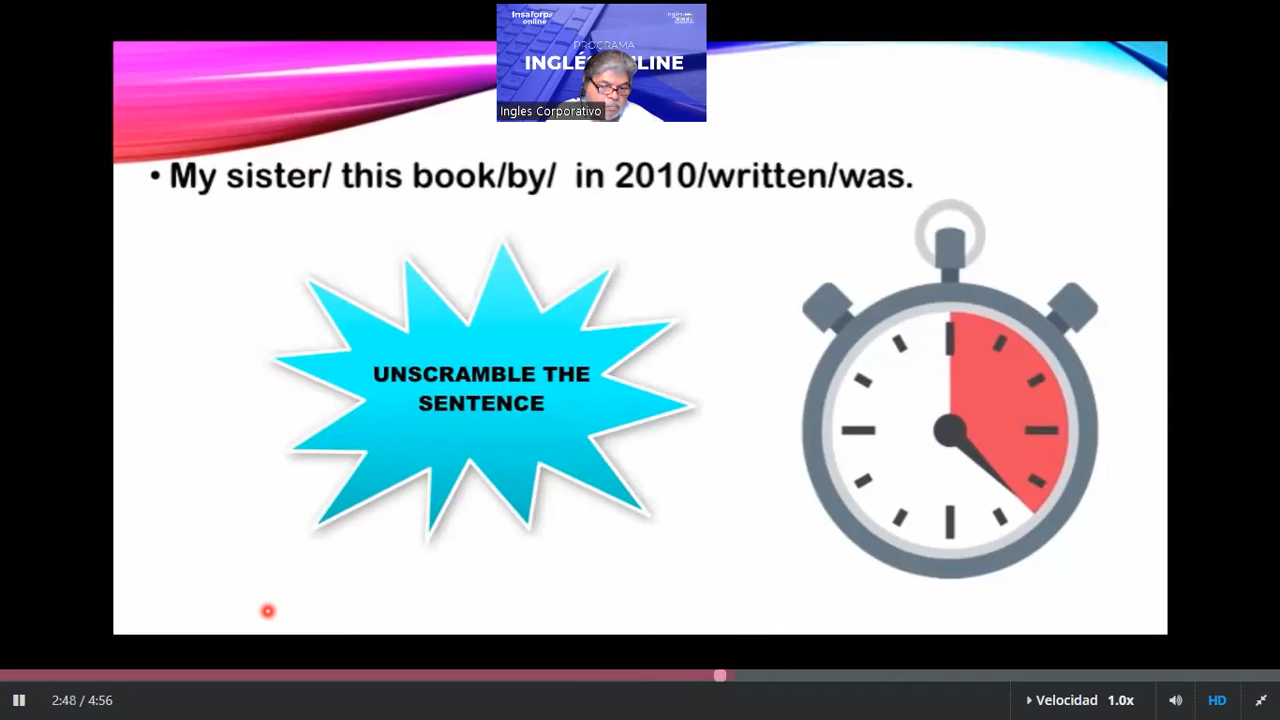 Insaforp
online
PROGRAMA
INGLÉS ONLINE
Ingles Corporativo
• My sister/ this book/by/  in 2010/written/was.
UNSCRAMBLE THE
SENTENCE
2:48 / 4:56
Velocidad 1.0x
HD